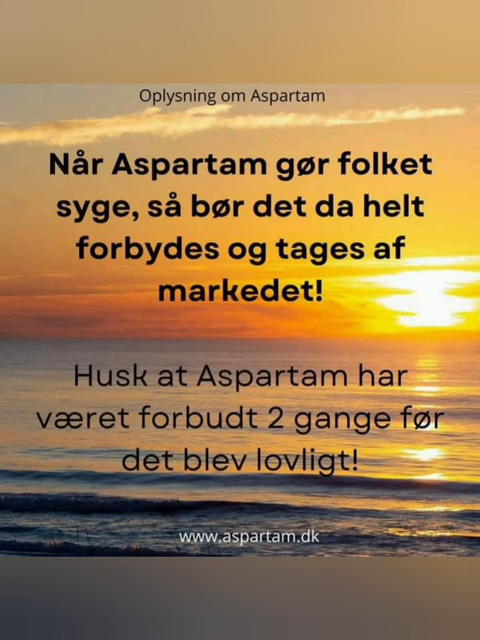 Oplysning om Aspartam
Når Aspartam gør folket
syge, så bør det da helt
forbydes og tages af
markedet!
Husk at Aspartam har
været forbudt 2 gange før
det blev lovligt!
www.aspartam.dk